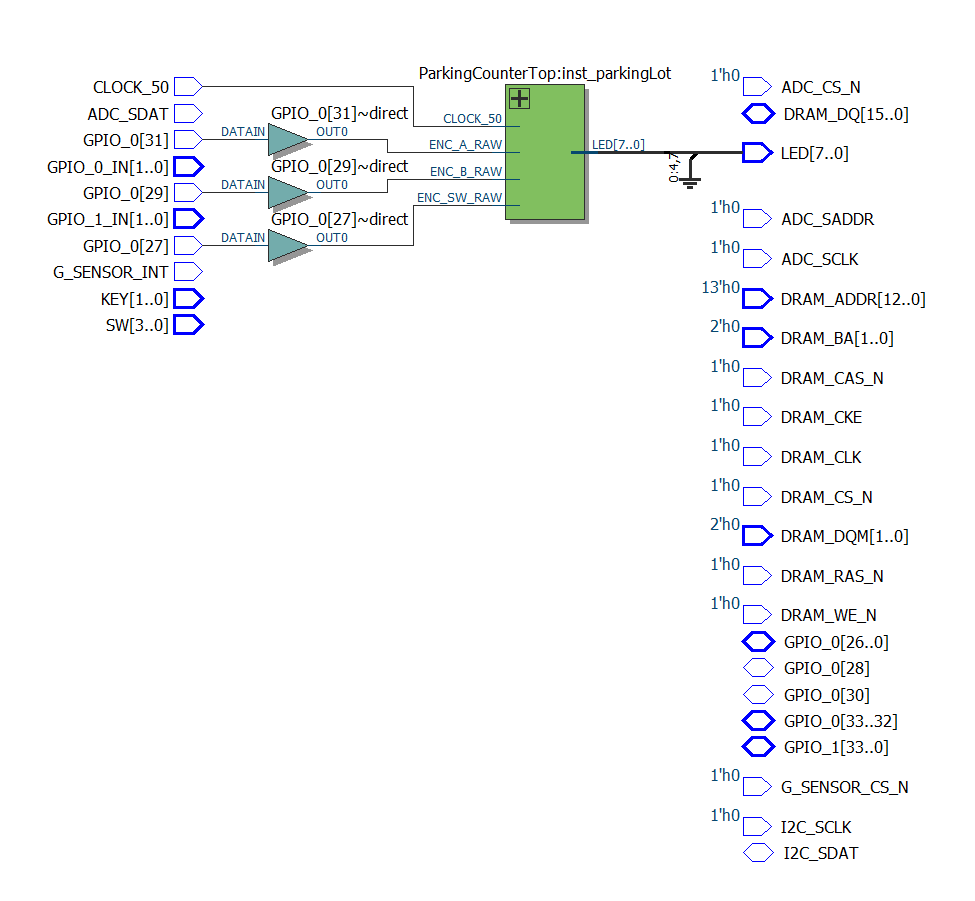 ParkingCounterTop:inst_parkingLot
CLOCK_50
ADC_SDAT
GPIO_0[31]
GPIO_0_IN[1..0]
GPIO_0[29]
GPIO_1_IN[1..0]
GPIO_0[27]
G_SENSOR_INT
KEY[1..0]
SW[3..0]
GPIO_0[31]~direct
DATAIN
OUT0
GPIO_0[29]~direct
DATAIN
OUT0
GPIO_0[27]~direct
DATAIN
OUT0
CLOCK_50
ENC_A_RAW
ENC_B_RAW
ENC_SW_RAW
LED[7..0]
0:4,7
1'h0
ADC_CS_N
DRAM_DQ[15..0]
LED[7..0]
1'h0
ADC_SADDR
1'h0
ADC_SCLK
13'h0
DRAM_ADDR[12..0]
2'h0
DRAM_BA[1..0]
1'h0
DRAM_CAS_N
1'h0
DRAM_CKE
1'h0
DRAM_CLK
1'h0
DRAM_CS_N
2'h0
DRAM_DQM[1..0]
1'h0
DRAM_RAS_N
1'h0
DRAM_WE_N
GPIO_0[26..0]
GPIO_0[28]
GPIO_0[30]
GPIO_0[33..32]
GPIO_1[33..0]
1'h0
G_SENSOR_CS_N
1'h0
I2C_SCLK
I2C_SDAT